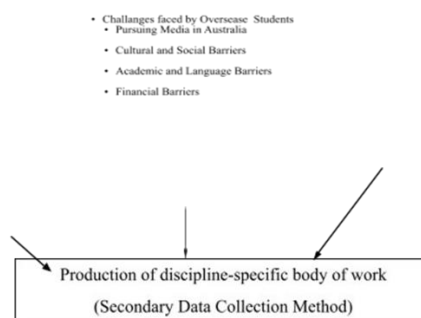 • Challanges faced by Oversease Students
• Pursuing Media in Australia
• Cultural and Social Barriers
• Academic and Language Barriers
• Financial Barriers
Production of discipline-specific body of work
(Secondary Data Collection Method)